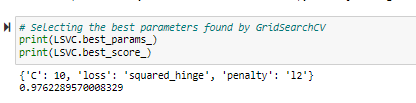 # Selecting the best parameters found by GridSearchCV
print(LSVC.best_params_)
print(LSVC.best_score_)
{'C': 10, 'loss': 'squared_hinge', 'penalty': 'l2'}
0.9762289570008329